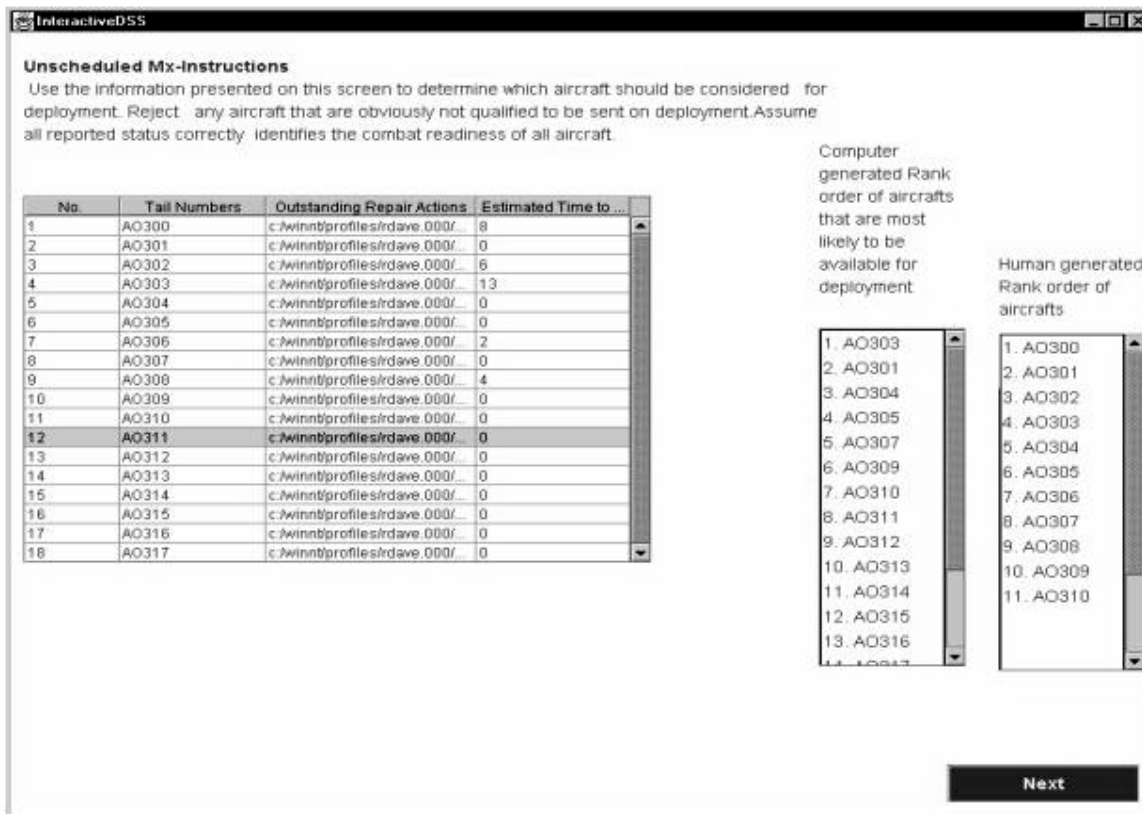 InteractiveDSS
Unscheduled Mx-Instructions
Use the information presented on this screen to determine which aircraft should be considered for
deployment. Reject any aircraft that are obviously not qualified to be sent on deployment.Assume
all reported status correctly identifies the combat readiness of all aircraft.
No. Tail Numbers Outstanding Repair Actions Estimated Time to ...
1 AO300 c:/winnt/profiles/rdave.000/... 8
2 AO301 c:/winnt/profiles/rdave.000/... 0
3 AO302 c:/winnt/profiles/rdave.000/... 6
4 AO303 c:/winnt/profiles/rdave.000/... 13
5 AO304 c:/winnt/profiles/rdave.000/... 0
6 AO305 c:/winnt/profiles/rdave.000/... 0
7 AO306 c:/winnt/profiles/rdave.000/... 2
8 AO307 c:/winnt/profiles/rdave.000/... 0
9 AO308 c:/winnt/profiles/rdave.000/... 4
10 AO309 c:/winnt/profiles/rdave.000/... 0
11 AO310 c:/winnt/profiles/rdave.000/... 0
12 AO311 c:/winnt/profiles/rdave.000/... 0
13 AO312 c:/winnt/profiles/rdave.000/... 0
14 AO313 c:/winnt/profiles/rdave.000/... 0
15 AO314 c:/winnt/profiles/rdave.000/... 0
16 AO315 c:/winnt/profiles/rdave.000/... 0
17 AO316 c:/winnt/profiles/rdave.000/... 0
18 AO317 c:/winnt/profiles/rdave.000/... 0
Computer
generated Rank
order of aircrafts
that are most
likely to be
available for
deployment
1. AO303
2. AO301
3. AO304
4. AO305
5. AO307
6. AO309
7. AO310
8. AO311
9. AO312
10. AO313
11. AO314
12. AO315
13. AO316
14. AO317
Human generated
Rank order of
aircrafts
1. AO300
2. AO301
3. AO302
4. AO303
5. AO304
6. AO305
7. AO306
8. AO307
9. AO308
10. AO309
11. AO310
Next